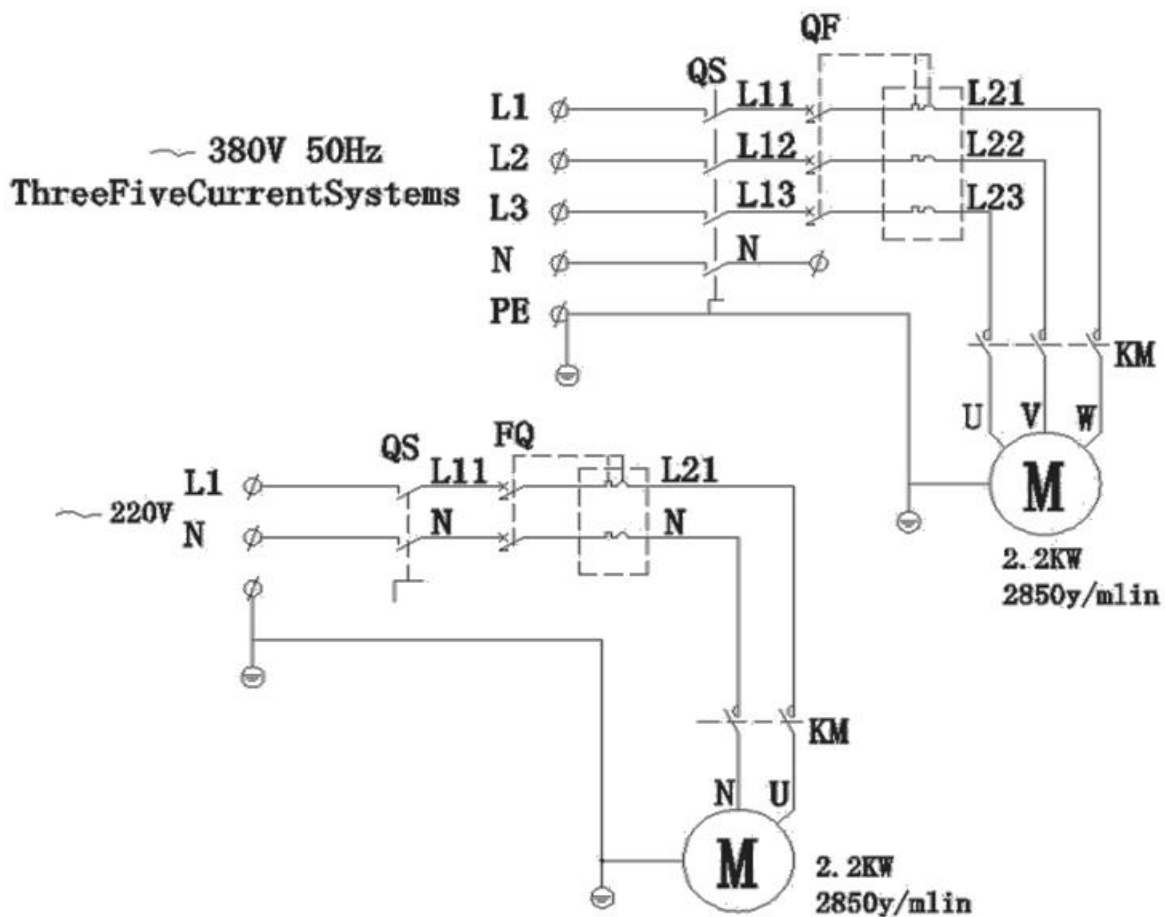 QF
QS
L1 L11 L21
~ 380V 50Hz
L2 L12 L22
ThreeFiveCurrentSystems
L3 L13 L23
N N
PE
KM
U V W
M
2.2KW
2850y/mlin
QS FQ
L1 L11 L21
~ 220V
N N N
KM
N U
M
2.2KW
2850y/mlin